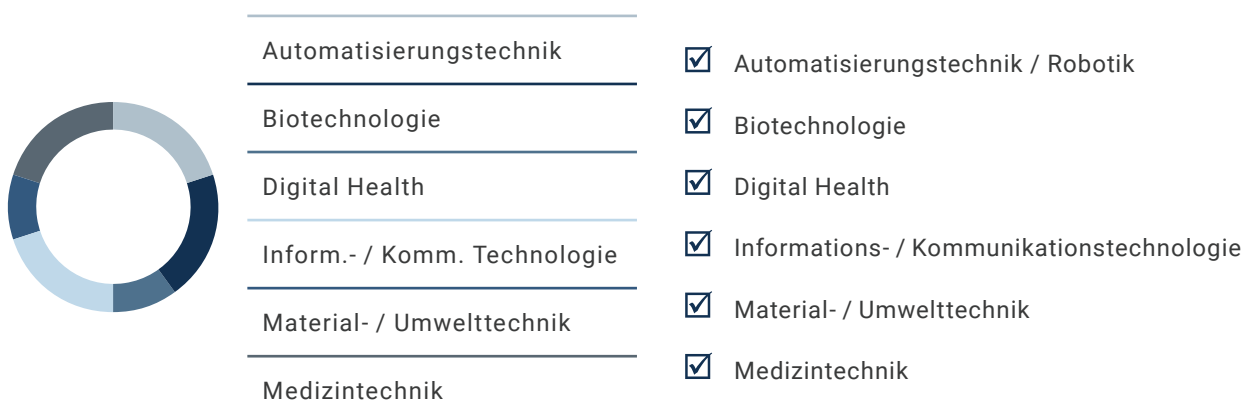 Automatisierungstechnik
Biotechnologie
Digital Health
Inform.- / Komm. Technologie
Material- / Umwelttechnik
Medizintechnik
Automatisierungstechnik / Robotik
Biotechnologie
Digital Health
Informations- / Kommunikationstechnologie
Material- / Umwelttechnik
Medizintechnik